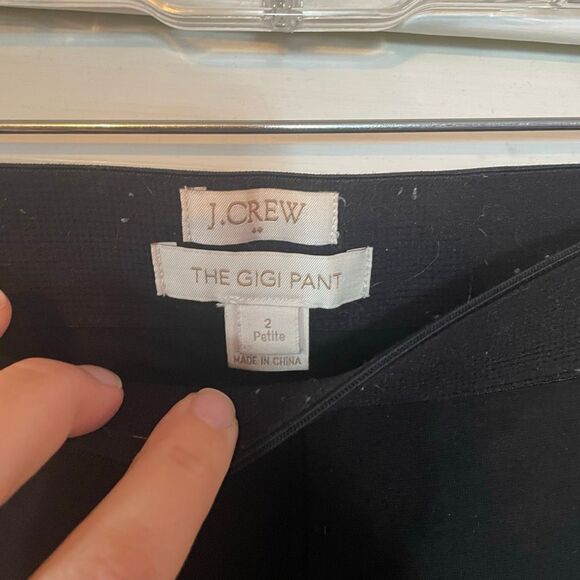 J.CREW
THE GIGI PANT
2
Petite
MADE IN CHINA